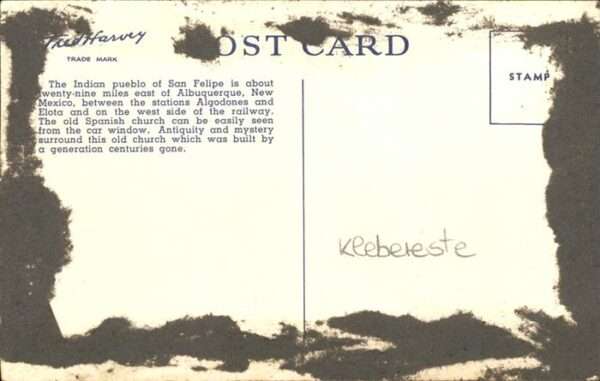 Fred Harvey
TRADE MARK
POST CARD
STAMP
The Indian pueblo of San Felipe is about
twenty-nine miles east of Albuquerque, New
Mexico, between the stations Algodones and
Elota and on the west side of the railway.
The old Spanish church can be easily seen
from the car window. Antiquity and mystery
surround this old church which was built by
a generation centuries gone.
Klebereste